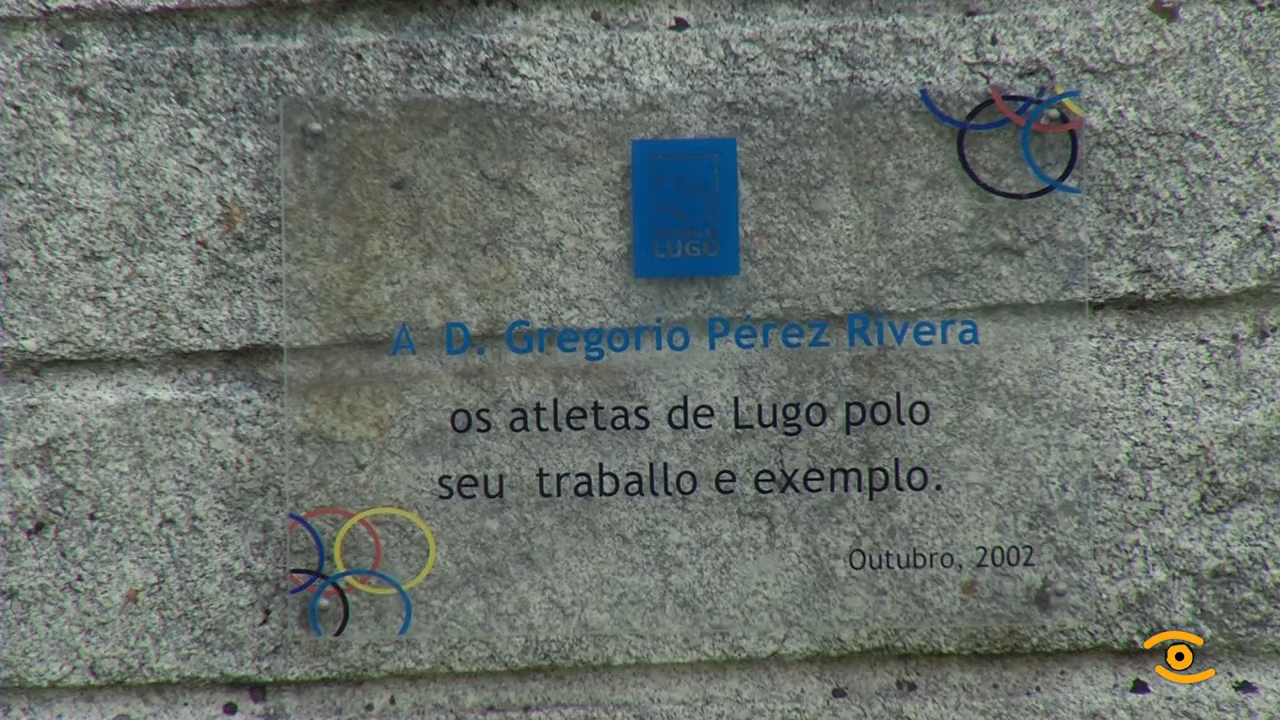 LUGO
A D. Gregorio Pérez Rivera
os atletas de Lugo polo
seu traballo e exemplo.
Outubro, 2002